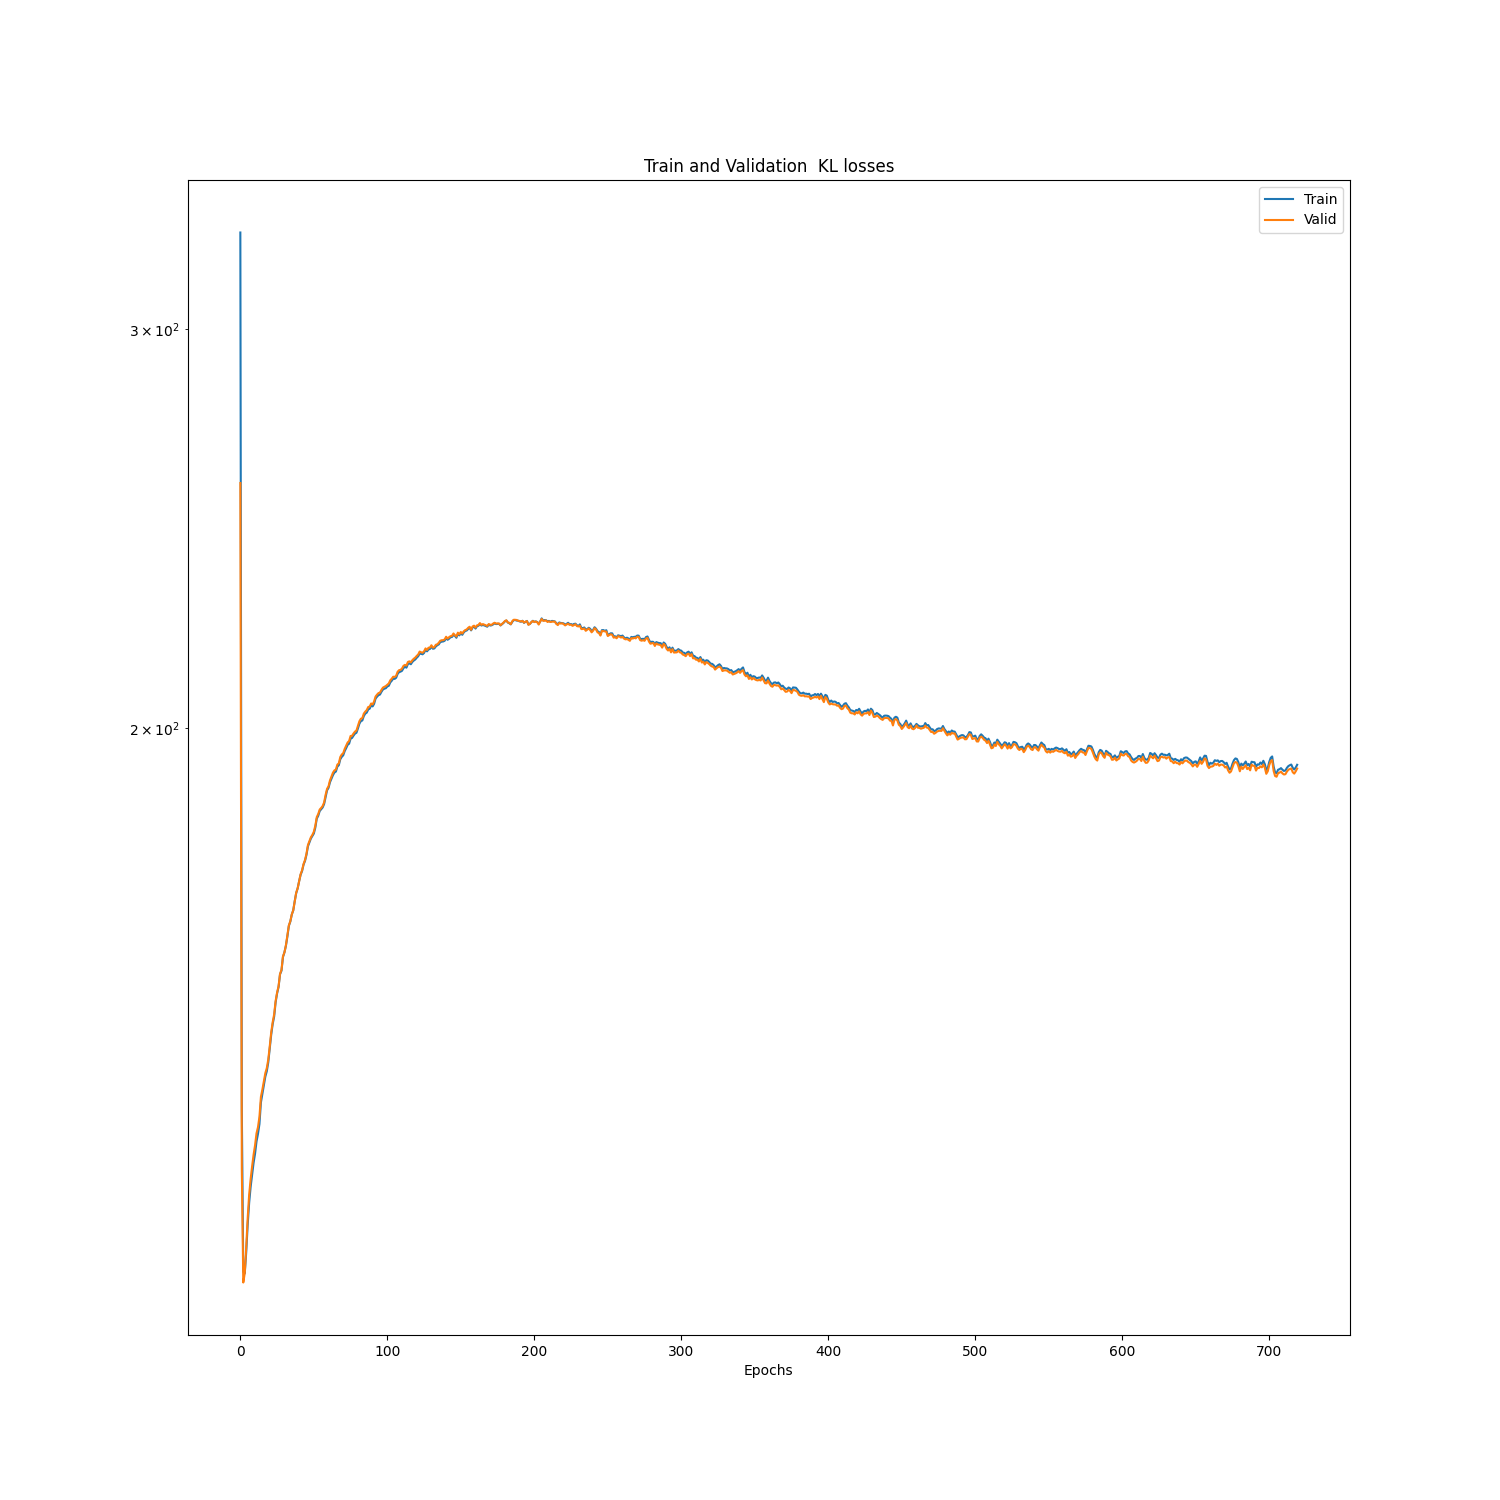 Train and Validation  KL losses
Train
Valid
3 × 10²
2 × 10²
0 100 200 300 400 500 600 700
Epochs